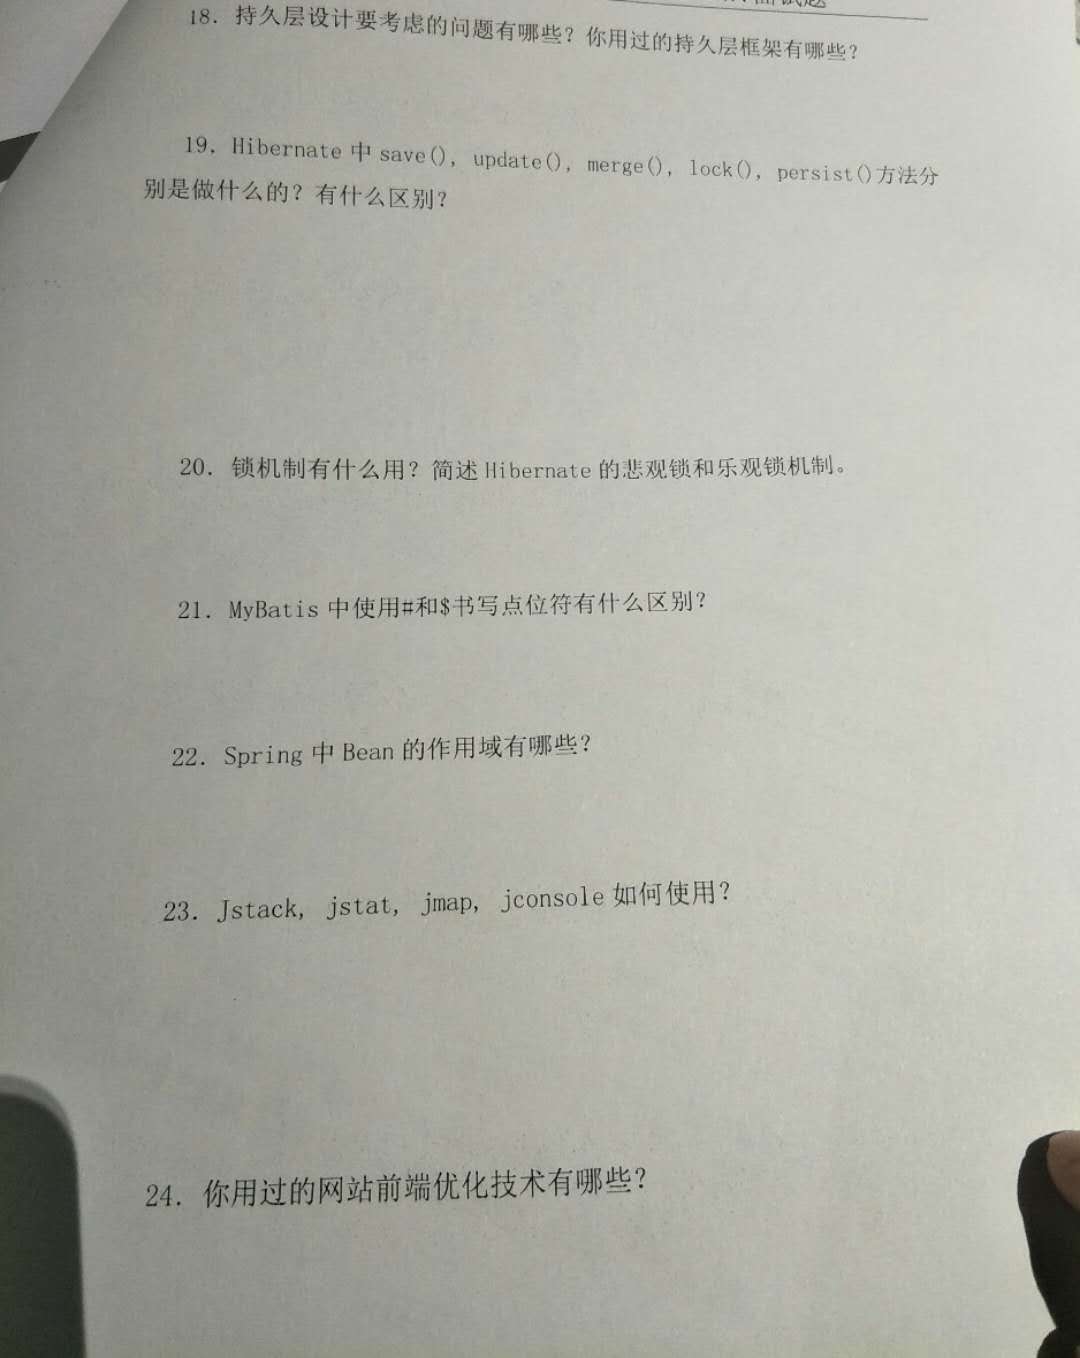 面试题
18. 持久层设计要考虑的问题有哪些？你用过的持久层框架有哪些？
19. Hibernate 中 save(), update(), merge(), lock(), persist()方法分
别是做什么的？有什么区别？
20. 锁机制有什么用？简述 Hibernate 的悲观锁和乐观锁机制。
21. MyBatis 中使用#和$书写点位符有什么区别？
22. Spring 中 Bean 的作用域有哪些？
23. Jstack, jstat, jmap, jconsole 如何使用？
24. 你用过的网站前端优化技术有哪些？